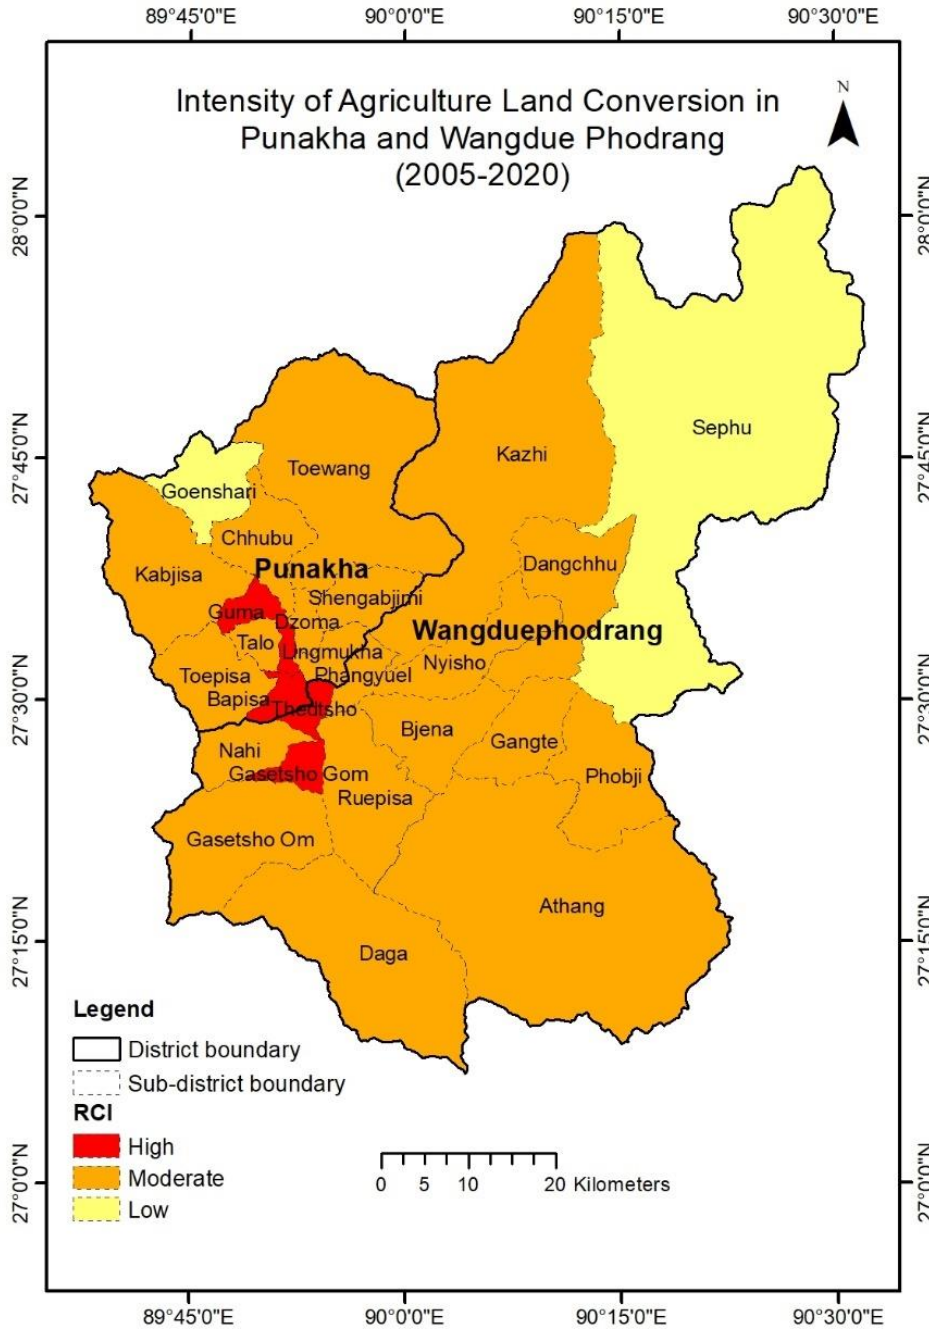 89°45'0"E 90°0'0"E 90°15'0"E 90°30'0"E
Intensity of Agriculture Land Conversion in
Punakha and Wangdue Phodrang
(2005-2020)
N
28°0'0"N 28°0'0"N
Sephu
Kazhi
27°45'0"N 27°45'0"N
Toewang
Goenshari
Chhubu
Dangchhu
Punakha
Kabjisa
Shengabjimi
Guma
Dzoma
Wangduephodrang
Talo
Lingmukha
Nyisho
Toepisa
Phangyuel
Bapisa
27°30'0"N 27°30'0"N
Thedtsho
Bjena
Gangte
Nahi
Gasetsho Gom
Phobji
Ruepisa
Gasetsho Om
Athang
27°15'0"N 27°15'0"N
Daga
Legend
District boundary
Sub-district boundary
RCI
High
Moderate
Low
0 5 10 20 Kilometers
27°0'0"N 27°0'0"N
89°45'0"E 90°0'0"E 90°15'0"E 90°30'0"E